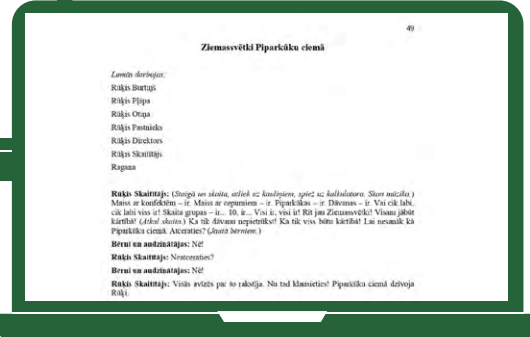 49
Ziemassvētki Piparkūku ciemā
Lomās darbojas:
Rūķis Burtiņš
Rūķis Pļipa
Rūķis Otiņa
Rūķis Pastnieks
Rūķis Direktors
Rūķis Skaitītājs
Ragana
Rūķis Skaitītājs: (Staigā un skaita, atliek uz kauliņiem, spiež uz kalkulatora. Skan mūzika.)
Maiss ar konfektēm – ir. Maiss ar cepumiem – ir. Piparkūkas – ir. Dāvanas – ir. Vai cik labi,
cik labi viss ir! Skaita grupas – ir... 10, ir... Visi ir, visi ir! Rīt jau Ziemassvētki! Visam jābūt
kārtībā! (Atkal skaita.) Ka tik dāvanu nepietrūkst! Ka tik viss būtu kārtībā! Lai nesanāk kā
Piparkūku ciemā. Atceraties? (Jautā bērniem.)
Bērni un audzinātājas: Nē!
Rūķis Skaitītājs: Neatceraties?
Bērni un audzinātājas: Nē!
Rūķis Skaitītājs: Visās avīzēs par to rakstīja. Nu tad klausieties! Piparkūku ciemā dzīvoja
Rūķi.